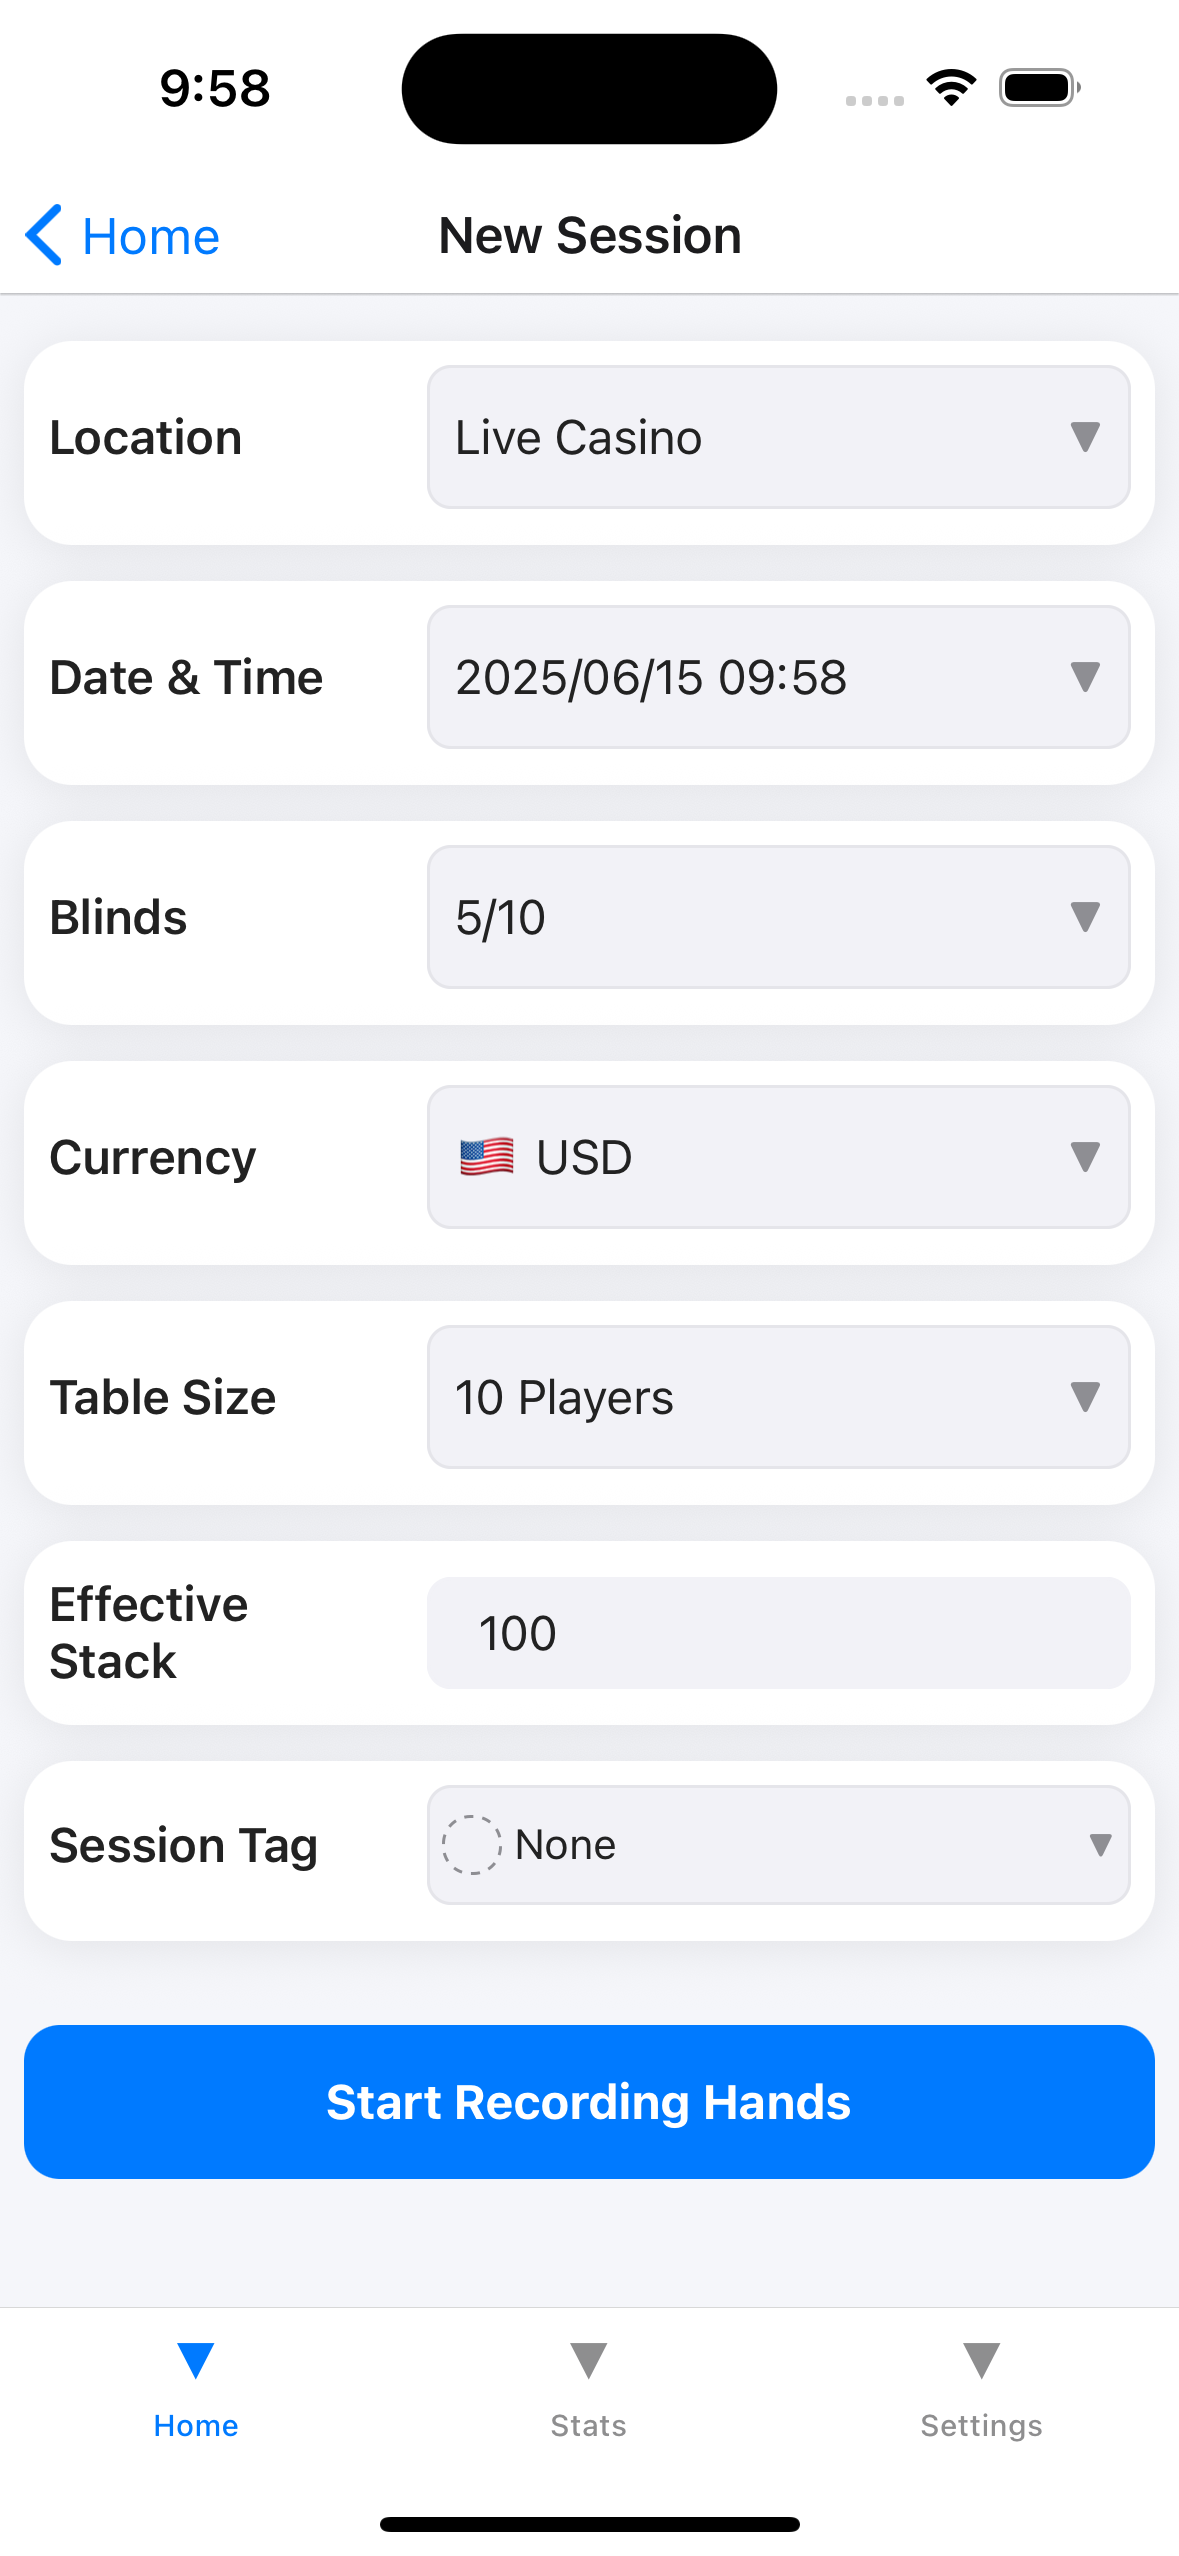 9:58
Home
New Session
Location
Live Casino
Date & Time
2025/06/15 09:58
Blinds
5/10
Currency
USD
Table Size
10 Players
Effective
Stack
100
Session Tag
None
Start Recording Hands
Home
Stats
Settings